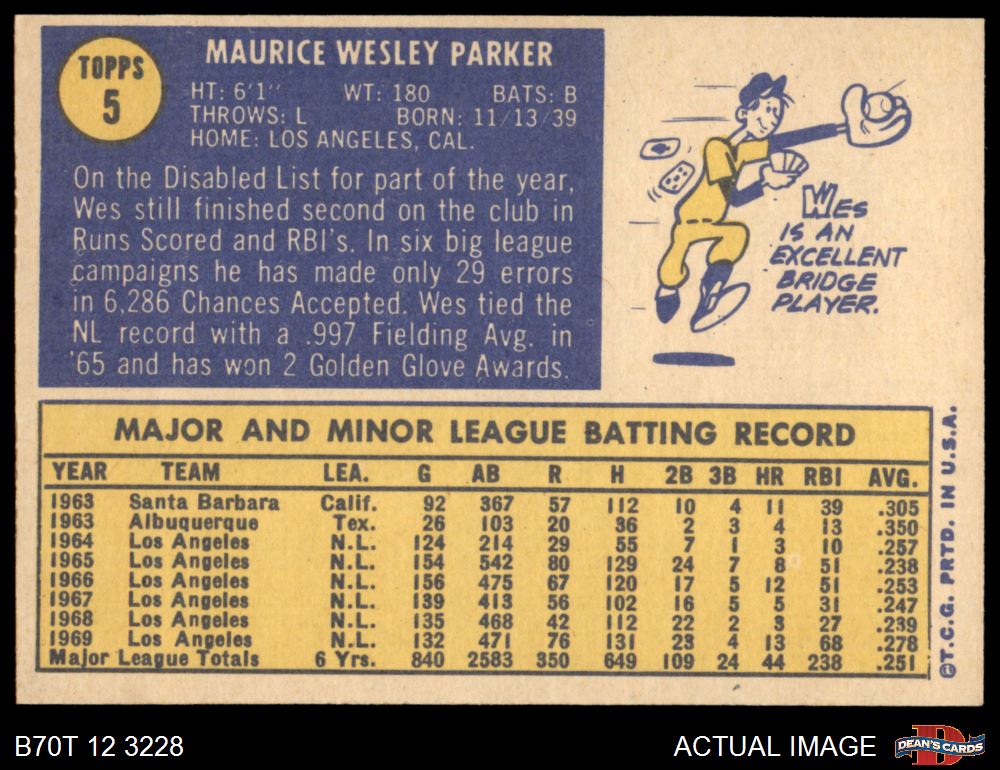 TOPPS
5
MAURICE WESLEY PARKER
HT: 6'1" WT: 180 BATS: B
THROWS: L BORN: 11/13/39
HOME: LOS ANGELES, CAL.
On the Disabled List for part of the year,
Wes still finished second on the club in
Runs Scored and RBI's. In six big league
campaigns he has made only 29 errors
in 6,286 Chances Accepted. Wes tied the
NL record with a .997 Fielding Avg. in
'65 and has won 2 Golden Glove Awards.
WES
IS AN
EXCELLENT
BRIDGE
PLAYER.
MAJOR AND MINOR LEAGUE BATTING RECORD
YEAR TEAM LEA. G AB R H 2B 3B HR RBI AVG.
1963 Santa Barbara Calif. 92 367 57 112 10 4 11 39 .305
1963 Albuquerque Tex. 26 103 20 36 2 3 4 13 .350
1964 Los Angeles N.L. 124 214 29 55 7 1 3 10 .257
1965 Los Angeles N.L. 154 542 80 129 24 7 8 51 .238
1966 Los Angeles N.L. 156 475 67 120 17 5 12 51 .253
1967 Los Angeles N.L. 139 413 56 102 16 5 5 31 .247
1968 Los Angeles N.L. 135 468 42 112 22 2 3 27 .239
1969 Los Angeles N.L. 132 471 76 131 23 4 13 68 .278
Major League Totals 6 Yrs. 840 2583 350 649 109 24 44 238 .251
©T.C.G. PRTD. IN U.S.A.
B70T 12 3228
ACTUAL IMAGE
DEAN'S CARDS